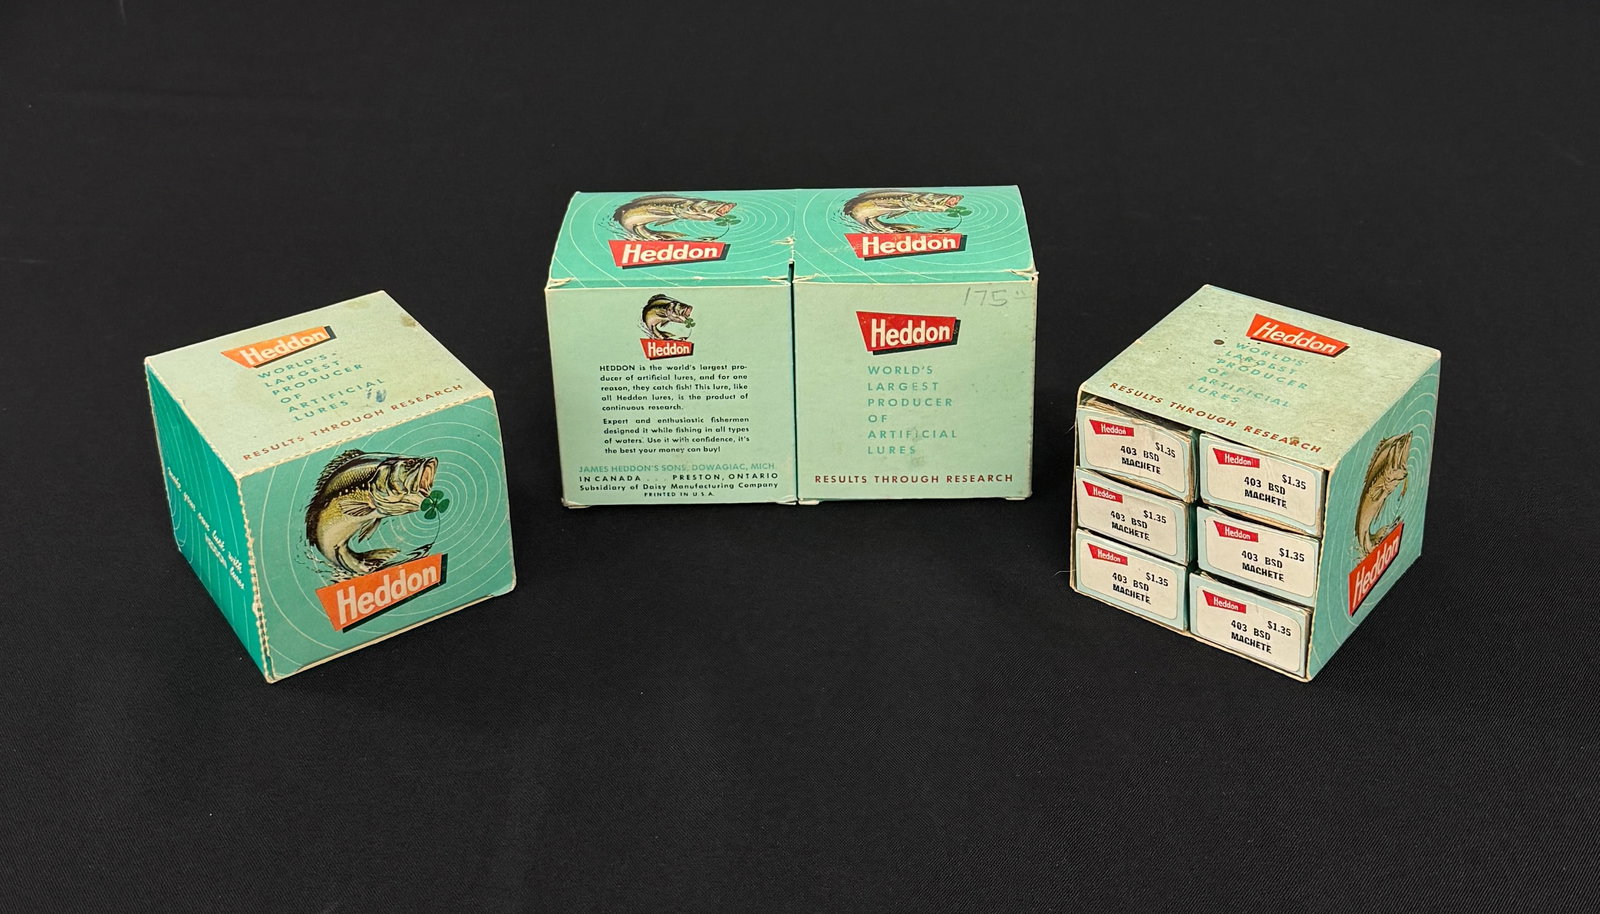 Heddon
WORLD'S
LARGEST
PRODUCER
OF
ARTIFICIAL
LURES
RESULTS THROUGH RESEARCH
your own luck with
HEDDON lures
Heddon
Heddon
Heddon
HEDDON is the world's largest pro-
ducer of artificial lures, and for one
reason, they catch fish! This lure, like
all Heddon lures, is the product of
continuous research.
Expert and enthusiastic fishermen
designed it while fishing in all types
of waters. Use it with confidence, it's
the best your money can buy!
JAMES HEDDON'S SONS, DOWAGIAC, MICH.
IN CANADA . . . PRESTON, ONTARIO
Subsidiary of Daisy Manufacturing Company
PRINTED IN U.S.A.
Heddon
175
Heddon
WORLD'S
LARGEST
PRODUCER
OF
ARTIFICIAL
LURES
RESULTS THROUGH RESEARCH
Heddon
WORLD'S
LARGEST
PRODUCER
OF
ARTIFICIAL
LURES
RESULTS THROUGH RESEARCH
Heddon
$1.35
403 BSD
MACHETE
Heddon
$1.35
403 BSD
MACHETE
Heddon
$1.35
403 BSD
MACHETE
Heddon
$1.35
403 BSD
MACHETE
Heddon
$1.35
403 BSD
MACHETE
Heddon
$1.35
403 BSD
MACHETE
Heddon